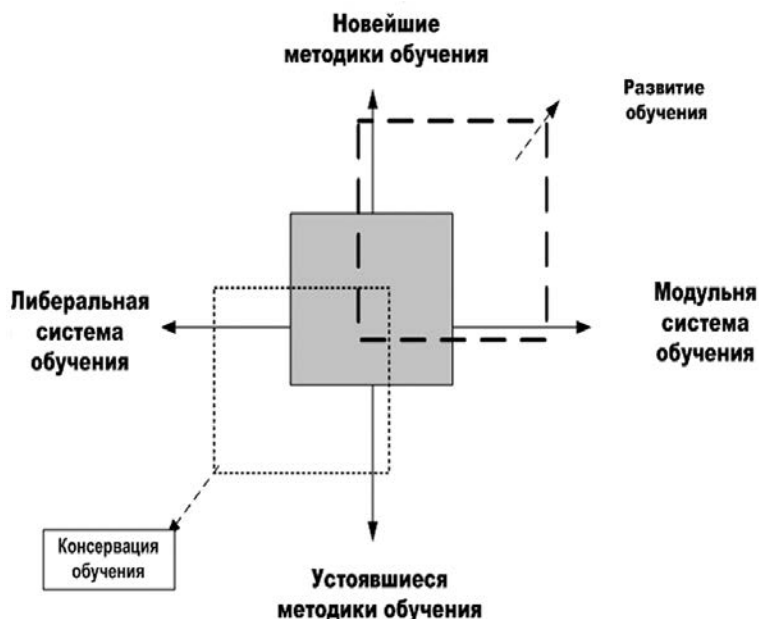 Новейшие
методики обучения
Развитие
обучения
Либеральная
система
обучения
Модульня
система
обучения
Консервация
обучения
Устоявшиеся
методики обучения